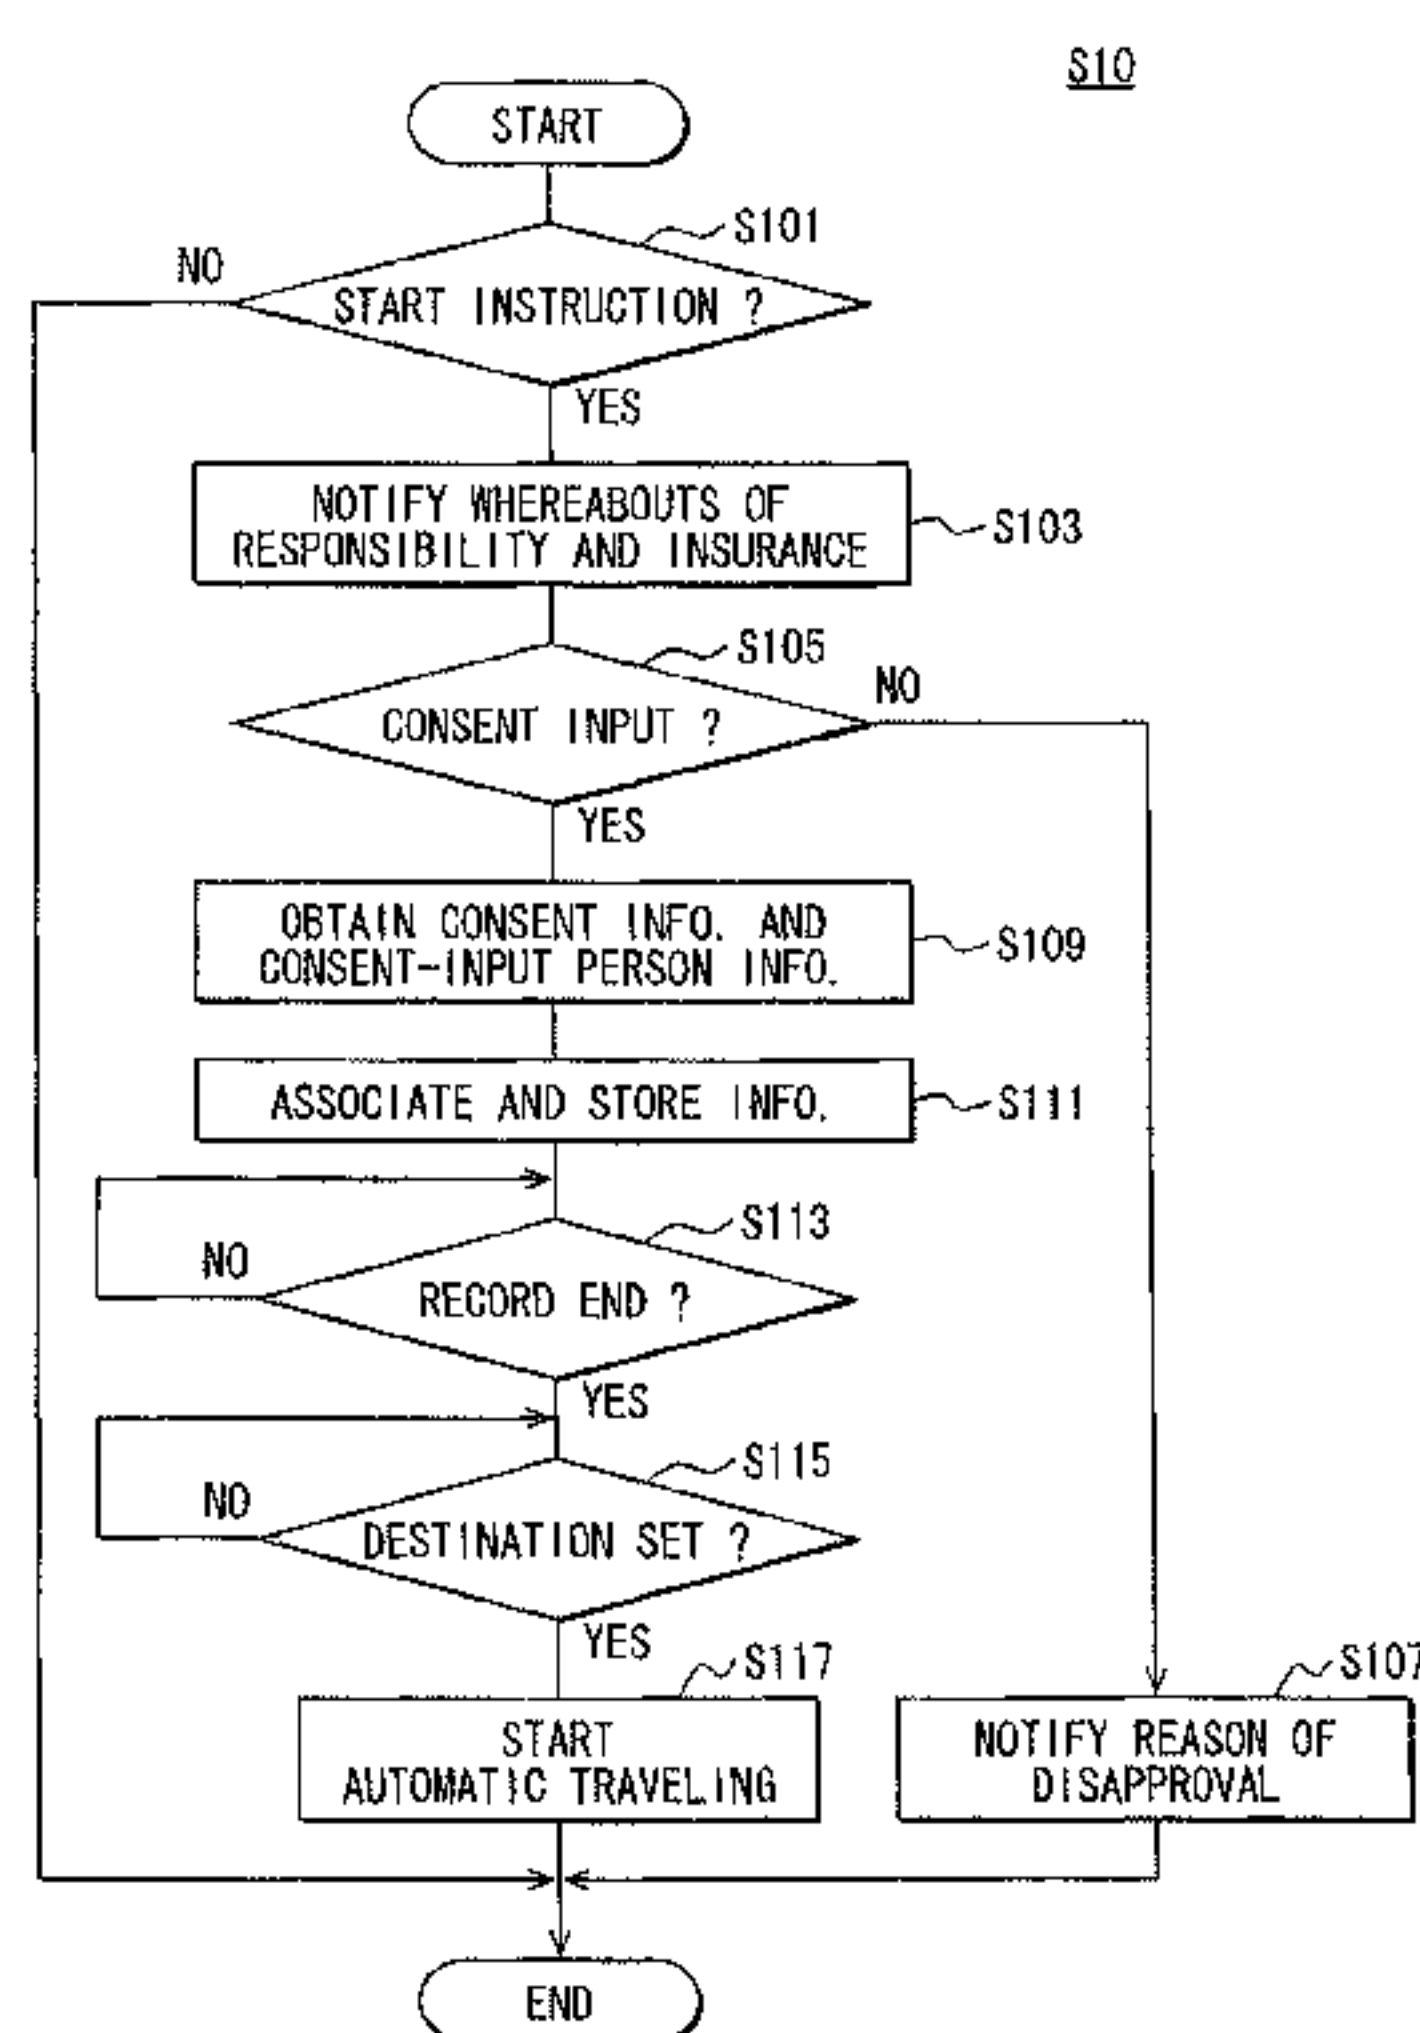 S10
START
S101
NO
START INSTRUCTION ?
YES
NOTIFY WHEREABOUTS OF
RESPONSIBILITY AND INSURANCE
S103
S105
NO
CONSENT INPUT ?
YES
OBTAIN CONSENT INFO. AND
CONSENT-INPUT PERSON INFO.
S109
ASSOCIATE AND STORE INFO.
S111
S113
NO
RECORD END ?
YES
S115
NO
DESTINATION SET ?
YES
S117
START
AUTOMATIC TRAVELING
S107
NOTIFY REASON OF
DISAPPROVAL
END